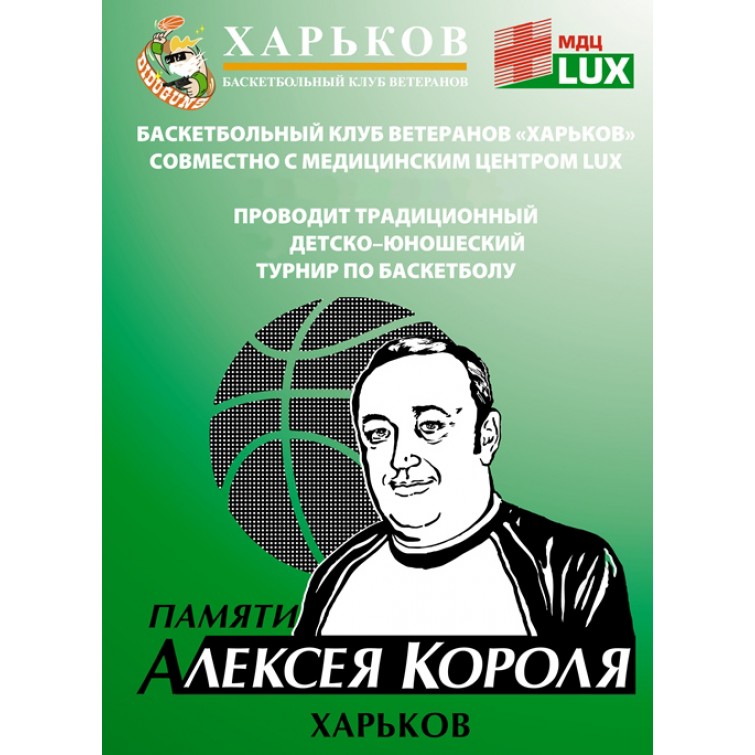 DIDUGUNS
ХАРЬКОВ
БАСКЕТБОЛЬНЫЙ КЛУБ ВЕТЕРАНОВ
МДЦ
LUX
БАСКЕТБОЛЬНЫЙ КЛУБ ВЕТЕРАНОВ «ХАРЬКОВ»
СОВМЕСТНО С МЕДИЦИНСКИМ ЦЕНТРОМ LUX
ПРОВОДИТ ТРАДИЦИОННЫЙ
ДЕТСКО-ЮНОШЕСКИЙ
ТУРНИР ПО БАСКЕТБОЛУ
ПАМЯТИ
АЛЕКСЕЯ КОРОЛЯ
ХАРЬКОВ